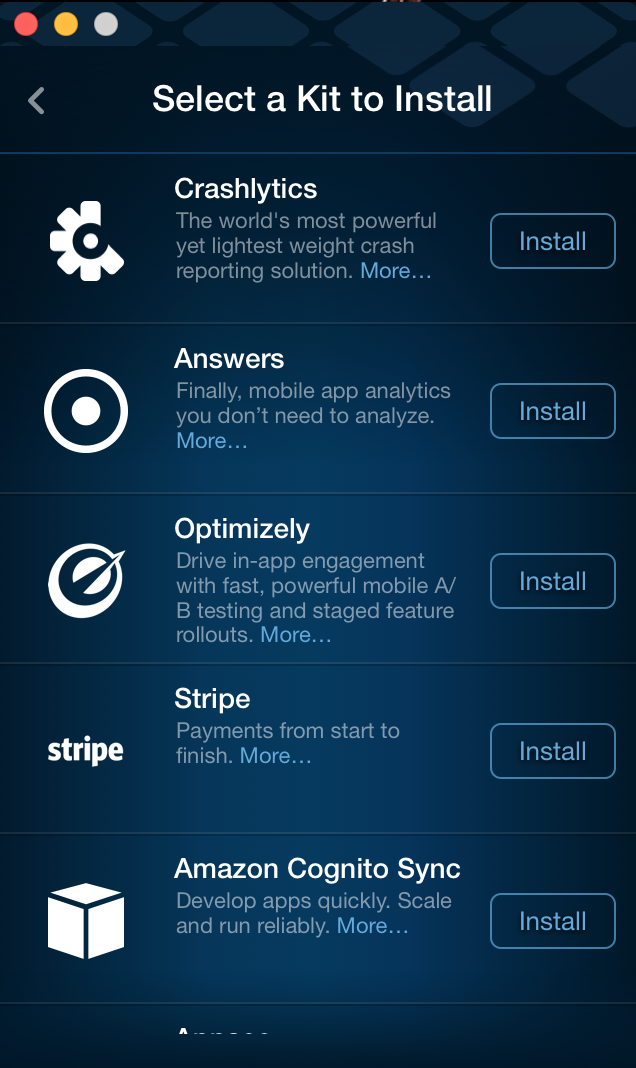 Select a Kit to Install
Crashlytics
The world's most powerful
yet lightest weight crash
reporting solution. More...
Install
Answers
Finally, mobile app analytics
you don’t need to analyze.
More...
Install
Optimizely
Drive in-app engagement
with fast, powerful mobile A/
B testing and staged feature
rollouts. More...
Install
stripe
Stripe
Payments from start to
finish. More...
Install
Amazon Cognito Sync
Develop apps quickly. Scale
and run reliably. More...
Install